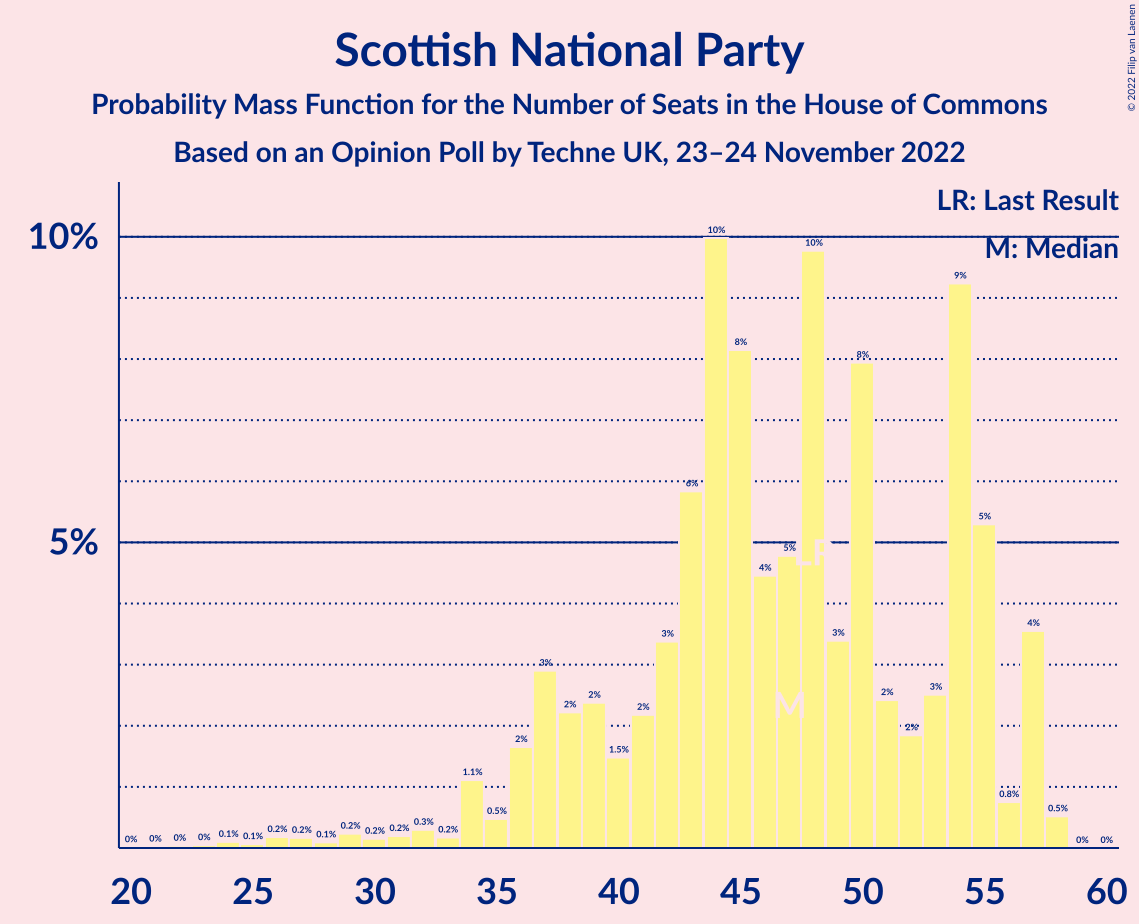 Scottish National Party
Probability Mass Function for the Number of Seats in the House of Commons
Based on an Opinion Poll by Techne UK, 23–24 November 2022
© 2022 Filip van Laenen
LR: Last Result
M: Median
10%
5%
0% 0% 0% 0% 0.1% 0.1% 0.2% 0.2% 0.1% 0.2% 0.2% 0.2% 0.3% 0.2% 1.1% 0.5% 2% 3% 2% 2% 1.5% 2% 3% 6% 10% 8% 4% 5% 10% 3% 8% 2% 2% 3% 9% 5% 0.8% 4% 0.5% 0% 0%
LR
M
20 25 30 35 40 45 50 55 60